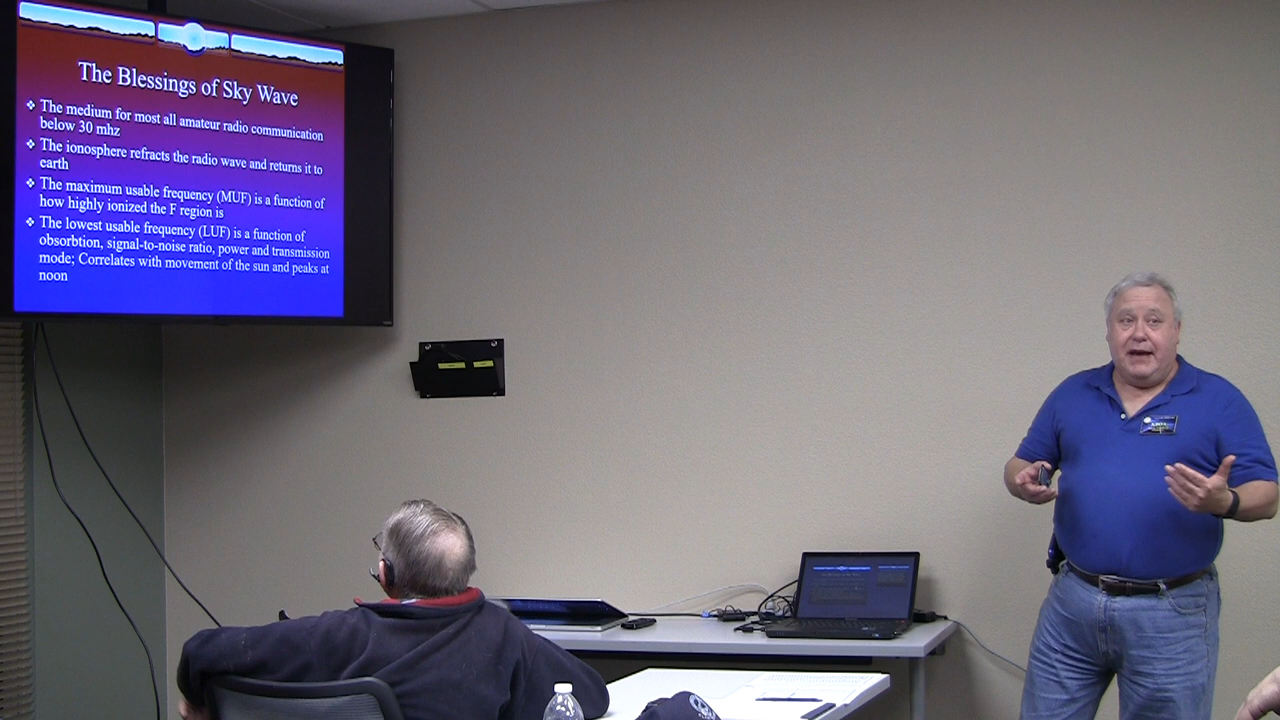 The Blessings of Sky Wave
❖ The medium for most all amateur radio communication
below 30 mhz
❖ The ionosphere refracts the radio wave and returns it to
earth
❖ The maximum usable frequency (MUF) is a function of
how highly ionized the F region is
❖ The lowest usable frequency (LUF) is a function of
obsorbtion, signal-to-noise ratio, power and transmission
mode; Correlates with movement of the sun and peaks at
noon